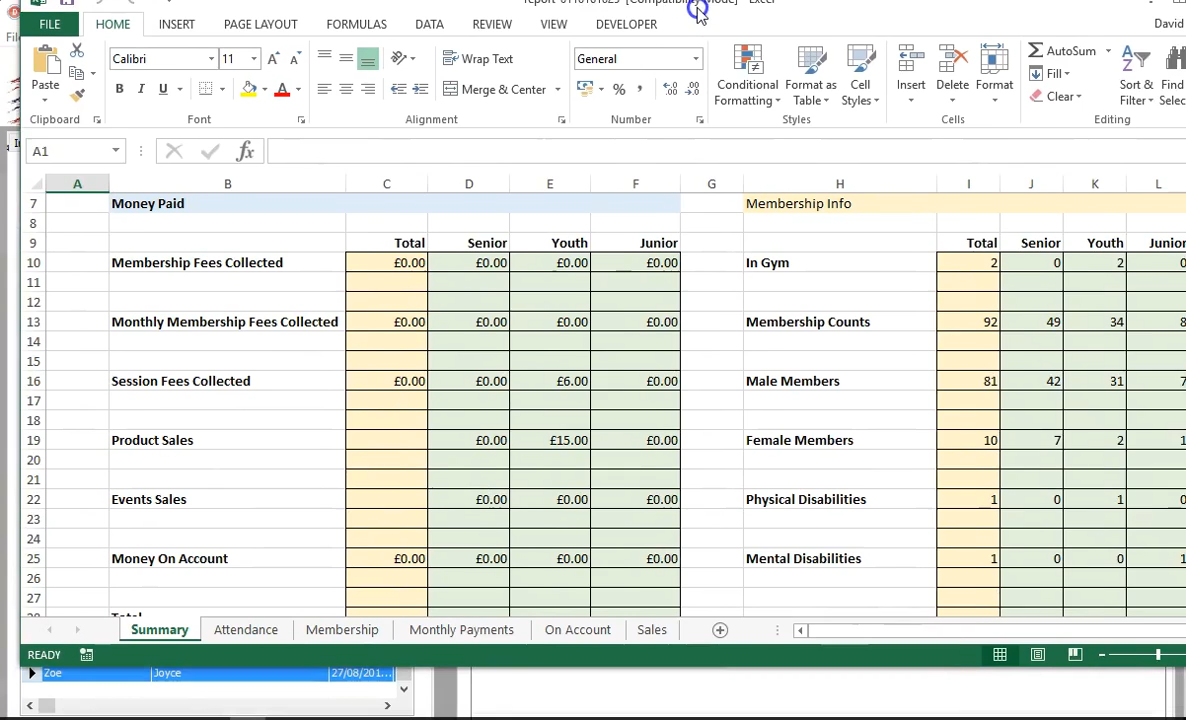 [Compatibility Mode] - Excel
FILE HOME INSERT PAGE LAYOUT FORMULAS DATA REVIEW VIEW DEVELOPER David
Paste Calibri 11 Wrap Text General Conditional Format as Cell Insert Delete Format AutoSum Sort & Find
B I U Merge & Center % Formatting Table Styles Fill Filter Selec
Clear
Clipboard Font Alignment Number Styles Cells Editing
A1 fx
A B C D E F G H I J K L
7 Money Paid Membership Info
8
9 Total Senior Youth Junior Total Senior Youth Junior
10 Membership Fees Collected £0.00 £0.00 £0.00 £0.00 In Gym 2 0 2 0
11
12
13 Monthly Membership Fees Collected £0.00 £0.00 £0.00 £0.00 Membership Counts 92 49 34 8
14
15
16 Session Fees Collected £0.00 £0.00 £6.00 £0.00 Male Members 81 42 31 7
17
18
19 Product Sales £0.00 £15.00 £0.00 Female Members 10 7 2 1
20
21
22 Events Sales £0.00 £0.00 £0.00 Physical Disabilities 1 0 1 0
23
24
25 Money On Account £0.00 £0.00 £0.00 £0.00 Mental Disabilities 1 0 0 1
26
27
Summary Attendance Membership Monthly Payments On Account Sales
READY
Zoe Joyce 27/08/201...